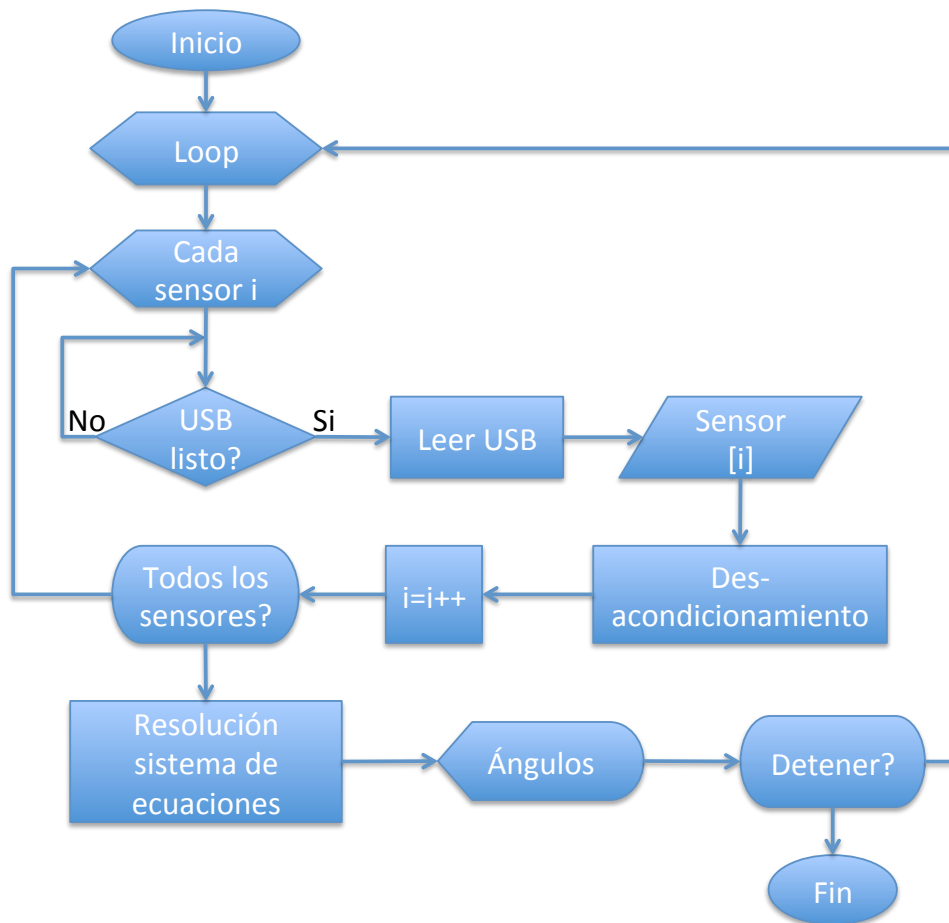 Inicio
Loop
Cada
sensor i
No
USB
listo?
Si
Leer USB
Sensor
[i]
Todos los
sensores?
i=i++
Des-
acondicionamiento
Resolución
sistema de
ecuaciones
Ángulos
Detener?
Fin